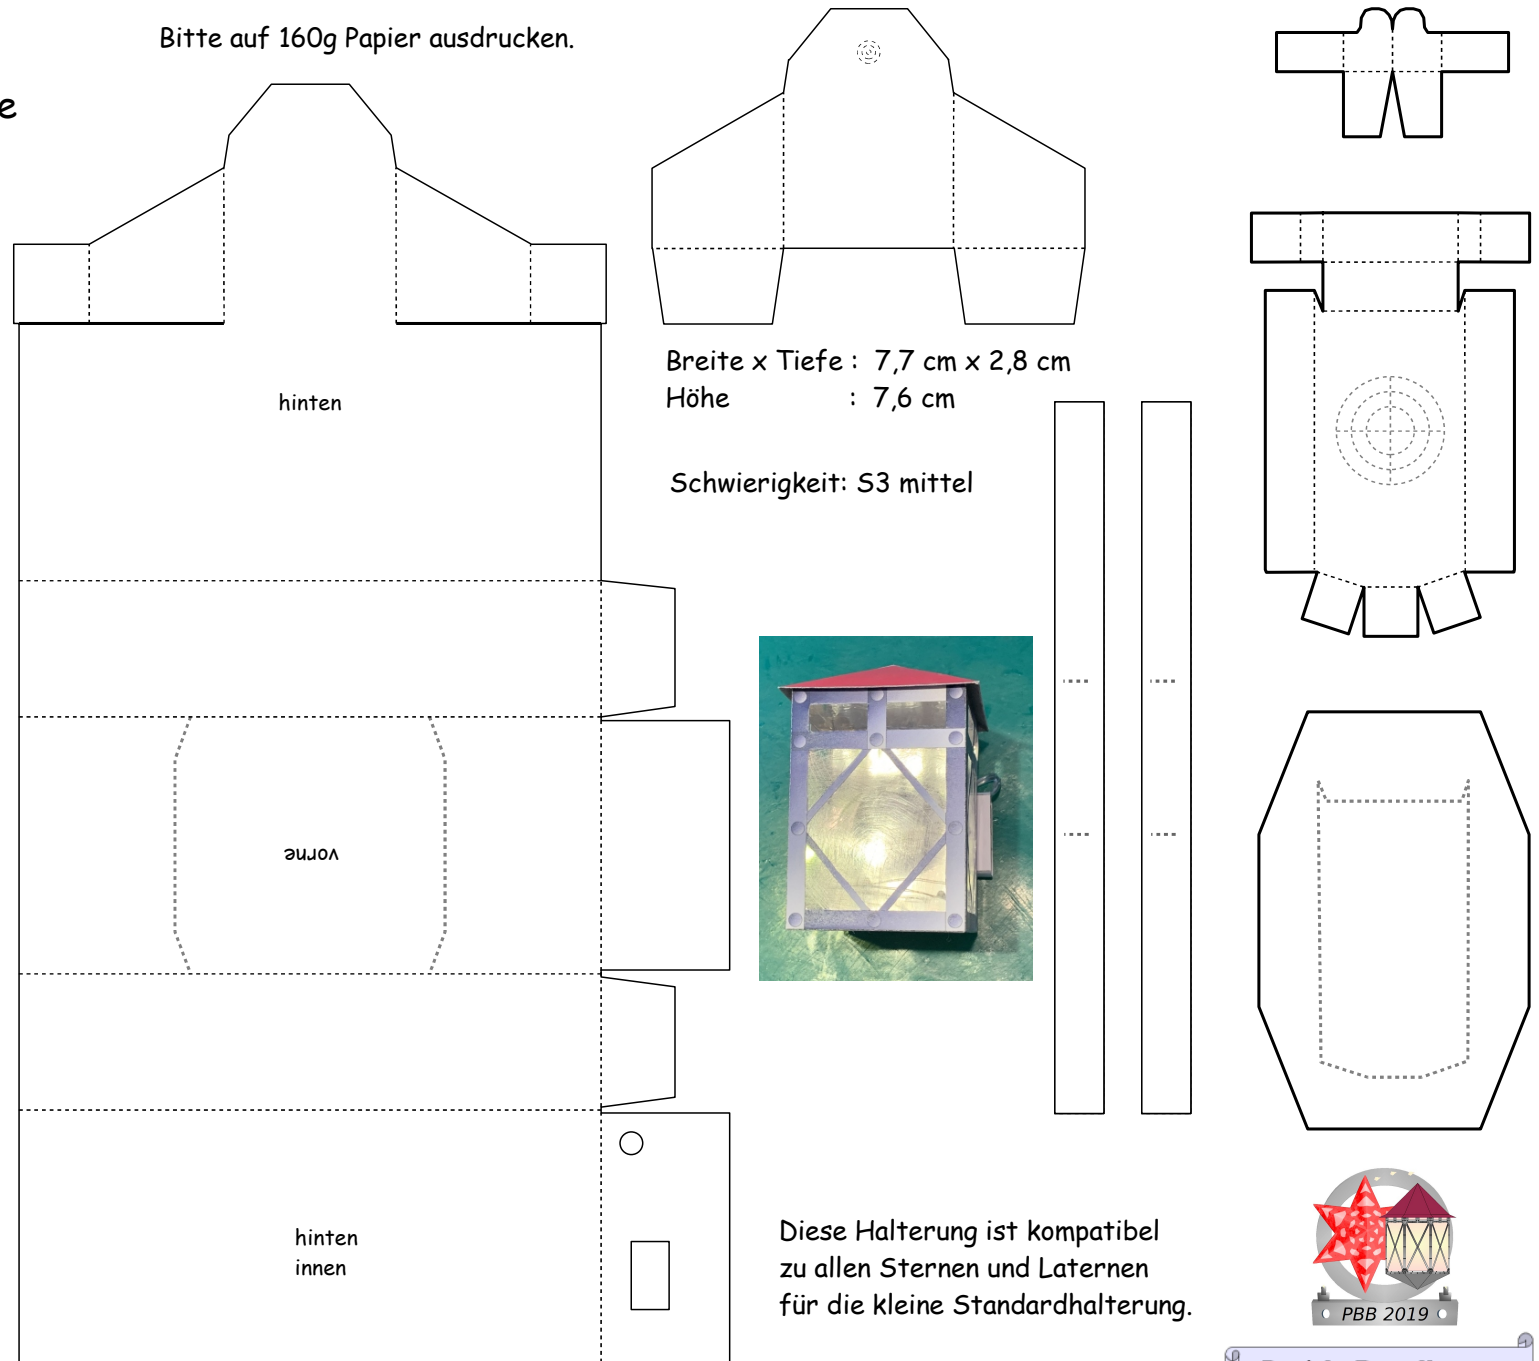 Bitte auf 160g Papier ausdrucken.
e
hinten
Breite x Tiefe : 7,7 cm x 2,8 cm
Höhe : 7,6 cm
Schwierigkeit: S3 mittel
vorne
hinten
innen
Diese Halterung ist kompatibel
zu allen Sternen und Laternen
für die kleine Standardhalterung.
PBB 2019